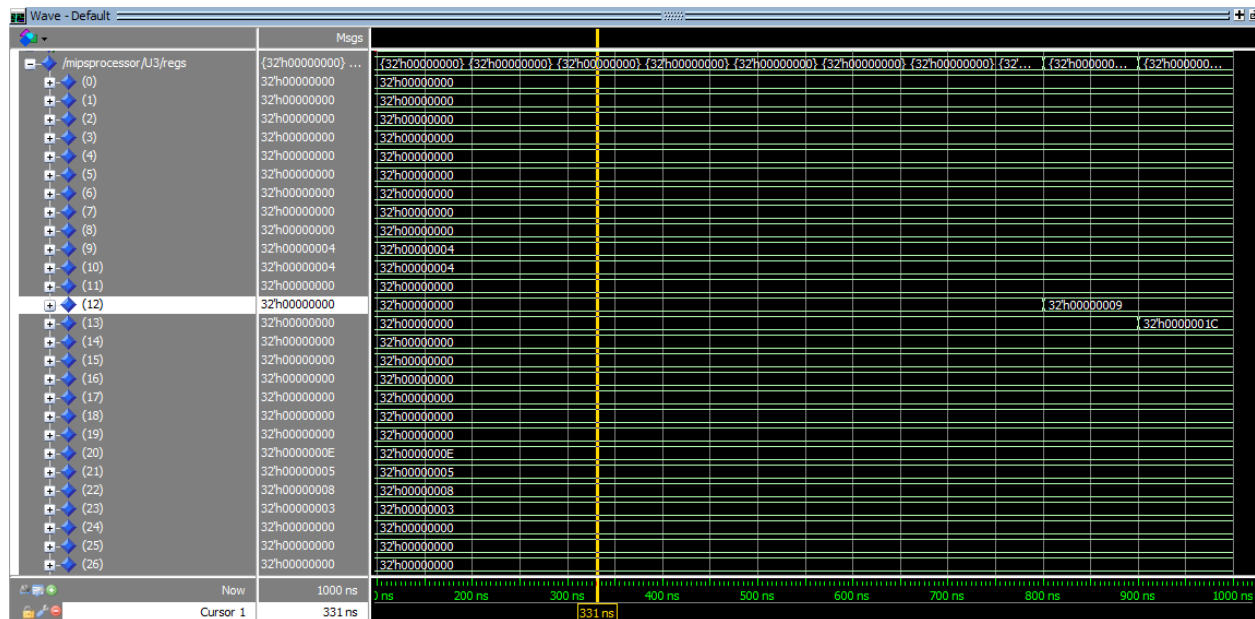 Wave - Default
Msgs
/mipsprocessor/U3/regs {32'h00000000} ... {32'h00000000} {32'h00000000} {32'h00000000} {32'h00000000} {32'h00000000} {32'h00000000} {32'h00000000} {32'... {32'h000000... {32'h000000...
(0) 32'h00000000 32'h00000000
(1) 32'h00000000 32'h00000000
(2) 32'h00000000 32'h00000000
(3) 32'h00000000 32'h00000000
(4) 32'h00000000 32'h00000000
(5) 32'h00000000 32'h00000000
(6) 32'h00000000 32'h00000000
(7) 32'h00000000 32'h00000000
(8) 32'h00000000 32'h00000000
(9) 32'h00000004 32'h00000004
(10) 32'h00000004 32'h00000004
(11) 32'h00000000 32'h00000000
(12) 32'h00000000 32'h00000000 32'h00000009
(13) 32'h00000000 32'h00000000 32'h0000001C
(14) 32'h00000000 32'h00000000
(15) 32'h00000000 32'h00000000
(16) 32'h00000000 32'h00000000
(17) 32'h00000000 32'h00000000
(18) 32'h00000000 32'h00000000
(19) 32'h00000000 32'h00000000
(20) 32'h0000000E 32'h0000000E
(21) 32'h00000005 32'h00000005
(22) 32'h00000008 32'h00000008
(23) 32'h00000003 32'h00000003
(24) 32'h00000000 32'h00000000
(25) 32'h00000000 32'h00000000
(26) 32'h00000000 32'h00000000
Now 1000 ns ns 200 ns 300 ns 400 ns 500 ns 600 ns 700 ns 800 ns 900 ns 1000 ns
Cursor 1 331 ns 331 ns